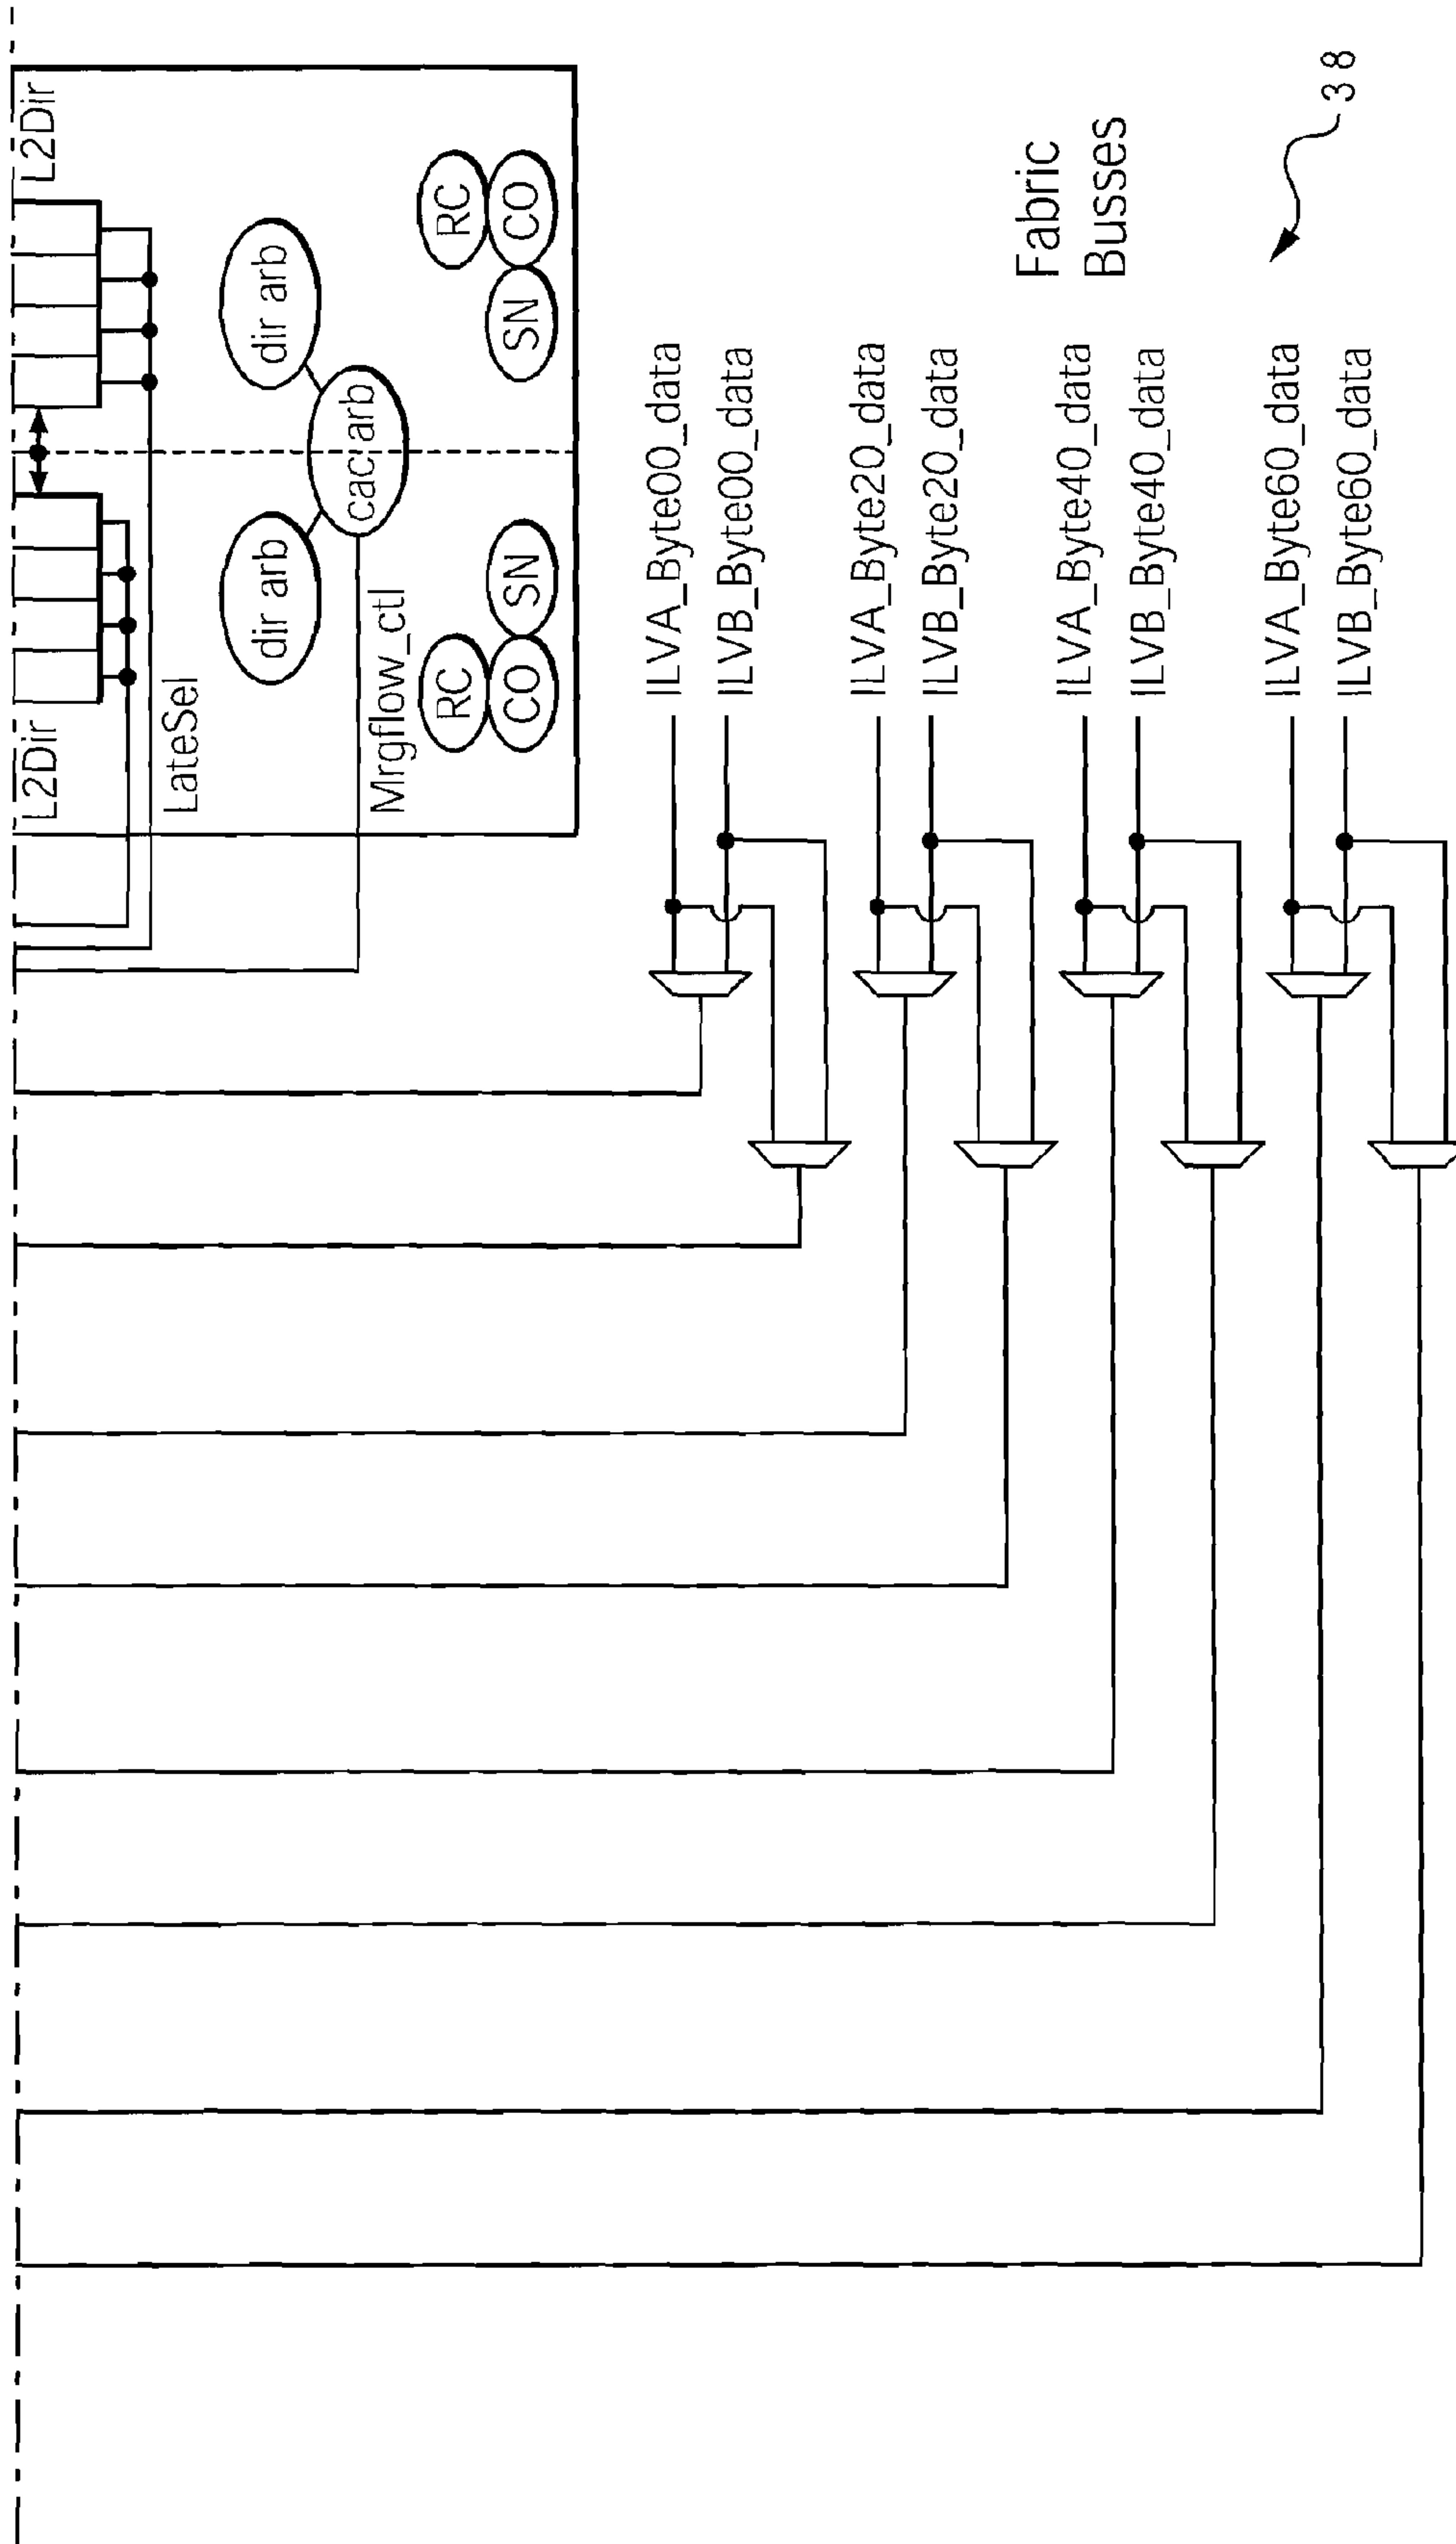 L2Dir
L2Dir
LateSel
dir arb
dir arb
cac arb
Mrgflow_ctl
RC
CO
SN
SN
RC
CO
ILVA_Byte00_data
ILVB_Byte00_data
ILVA_Byte20_data
ILVB_Byte20_data
ILVA_Byte40_data
ILVB_Byte40_data
ILVA_Byte60_data
ILVB_Byte60_data
Fabric
Busses
38